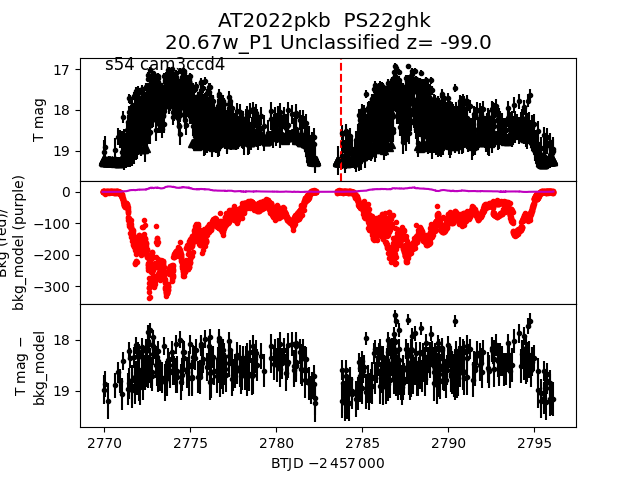 AT2022pkb  PS22ghk
20.67w_P1 Unclassified z= -99.0
s54 cam3ccd4
T mag
17
18
19
Bkg (red)/
bkg_model (purple)
0
−100
−200
−300
T mag −
bkg_model
18
19
2770 2775 2780 2785 2790 2795
BTJD −2 457 000